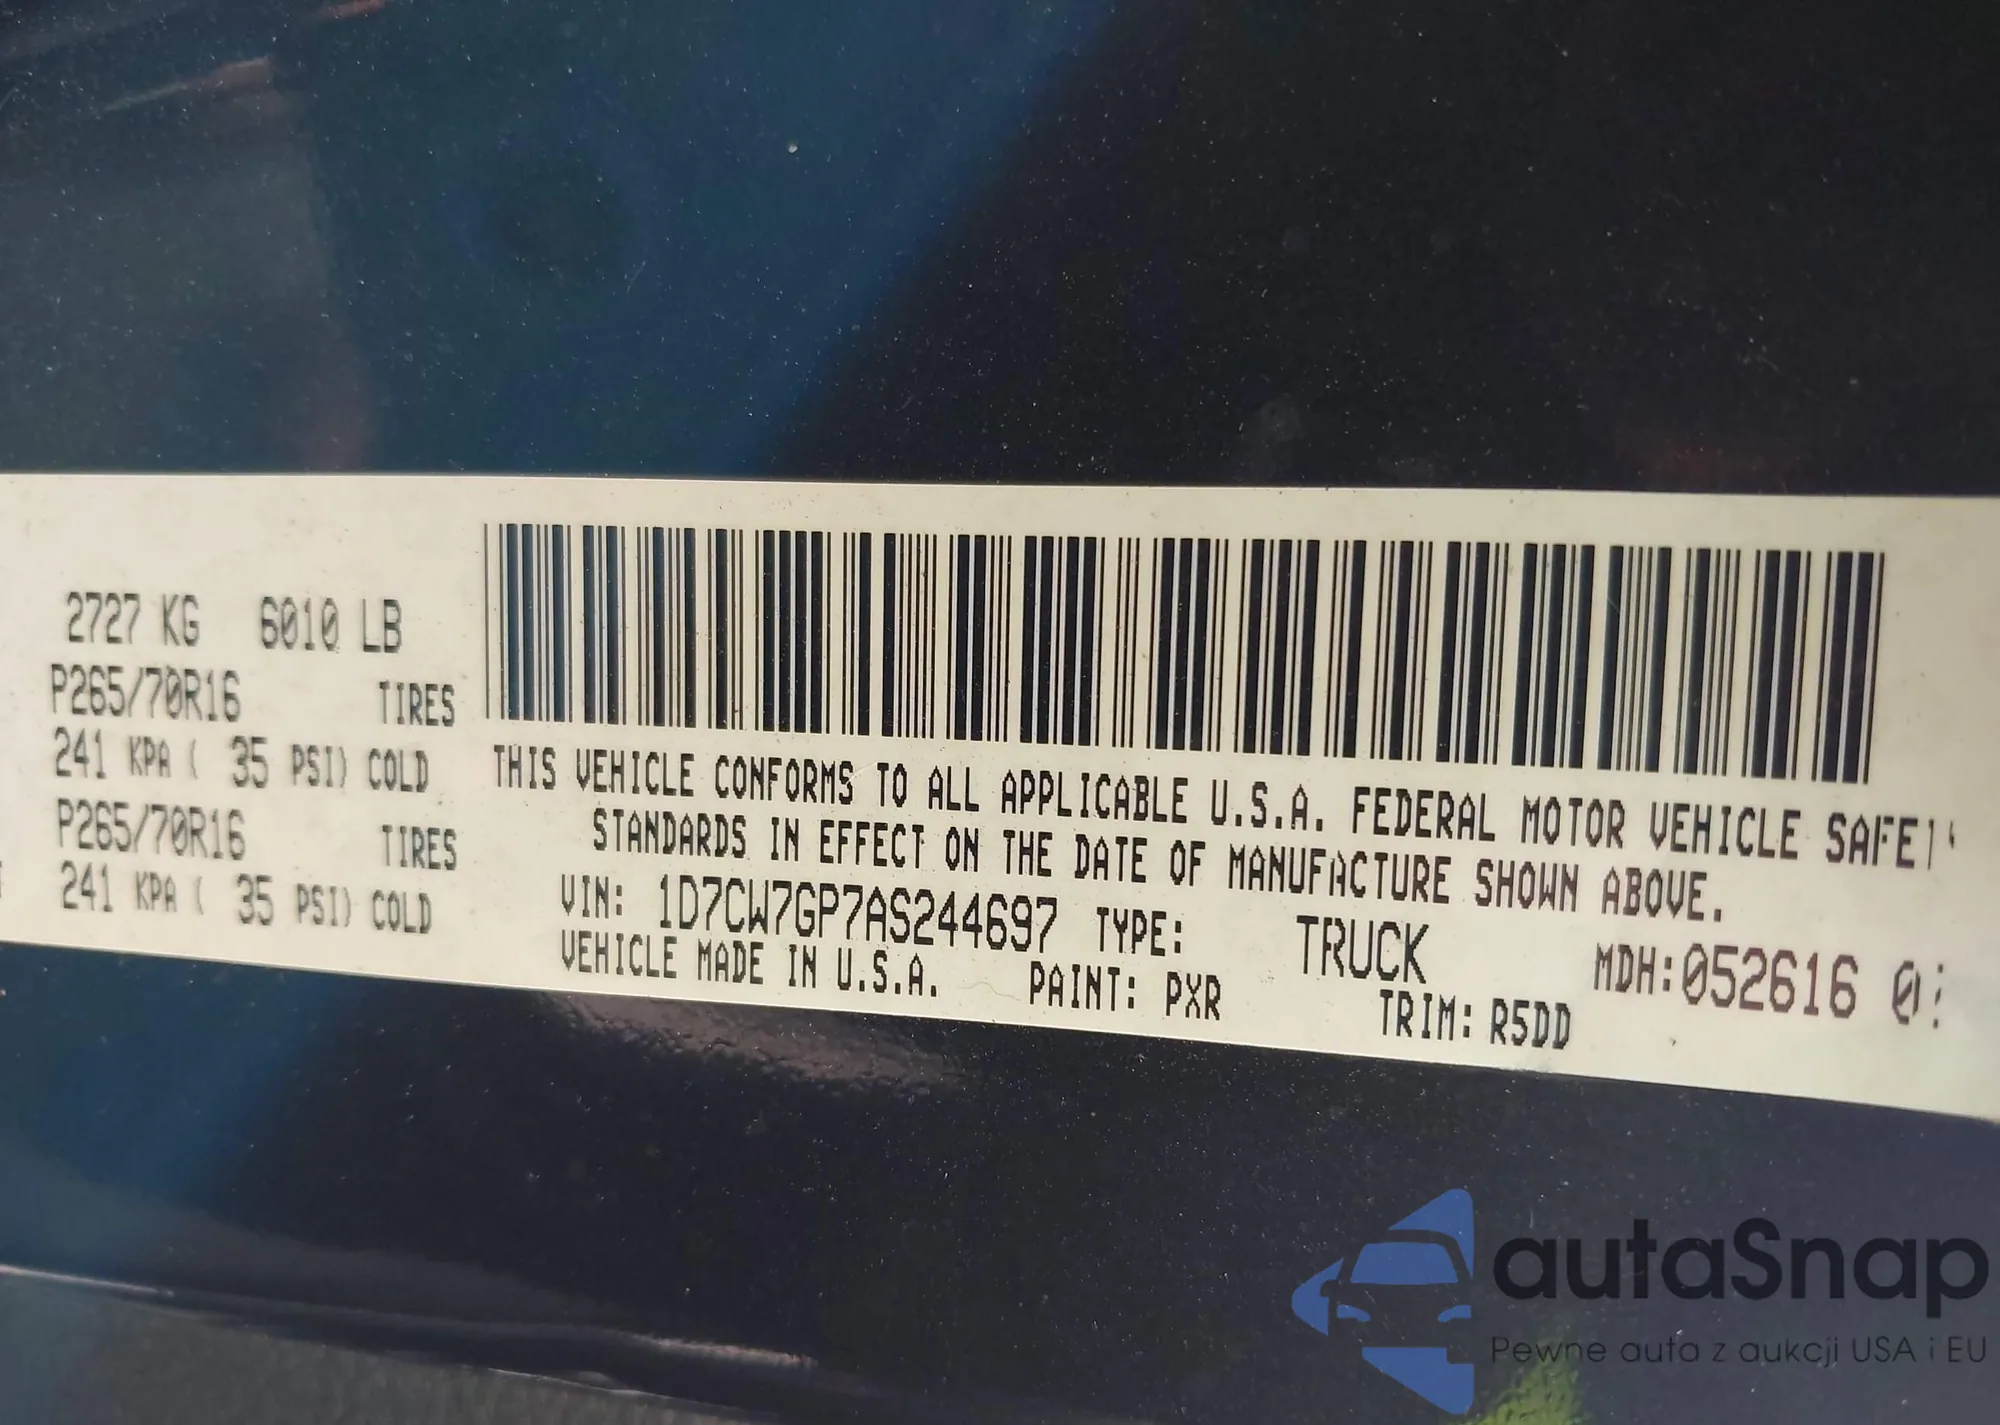 2727 KG 6010 LB
P265/70R16 TIRES
241 KPA ( 35 PSI) COLD
P265/70R16 TIRES
241 KPA ( 35 PSI) COLD
THIS VEHICLE CONFORMS TO ALL APPLICABLE U.S.A. FEDERAL MOTOR VEHICLE
STANDARDS IN EFFECT ON THE DATE OF MANUFACTURE SHOWN ABOVE.
VIN: 1D7CW7GP7AS244697 TYPE: TRUCK MDH:052616
VEHICLE MADE IN U.S.A. PAINT: PXR TRIM: R5DD
autaSnap
Pewne auta z aukcji USA i EU